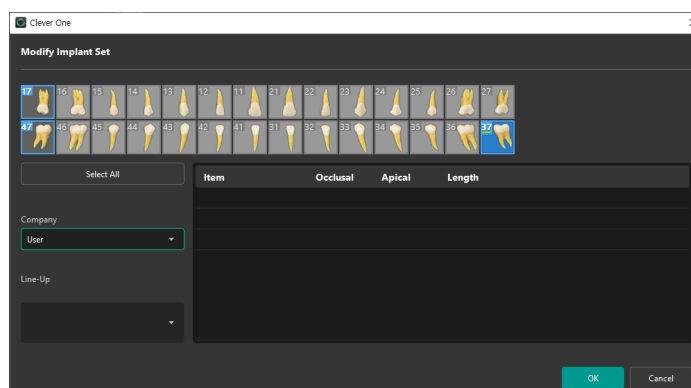 Clever One
Modify Implant Set
17 16 15 14 13 12 11 21 22 23 24 25 26 27
47 46 45 44 43 42 41 31 32 33 34 35 36 37
Select All
Item Occlusal Apical Length
Company
User
Line-Up
OK Cancel